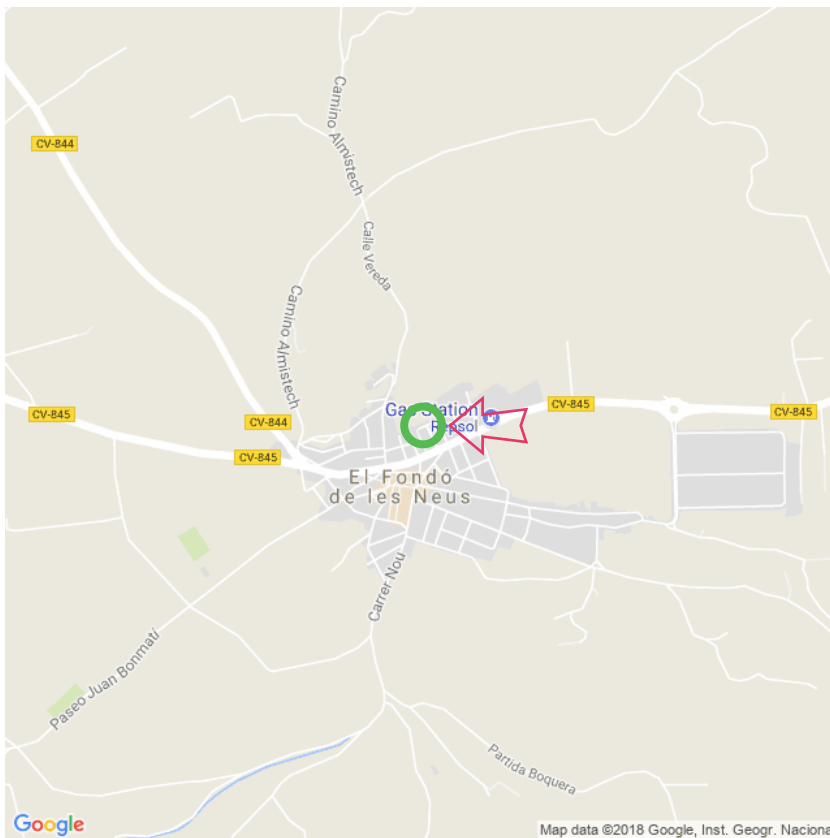 Camino Almistech
CV-844
Calle Vereda
Camino Almistech
CV-845
CV-845
CV-845
Gas Station
Repsol
CV-844
CV-845
El Fondó
de les Neus
Carrer Nou
Paseo Juan Bonmatí
Partida Boquera
Google
Map data ©2018 Google, Inst. Geogr. Naciona